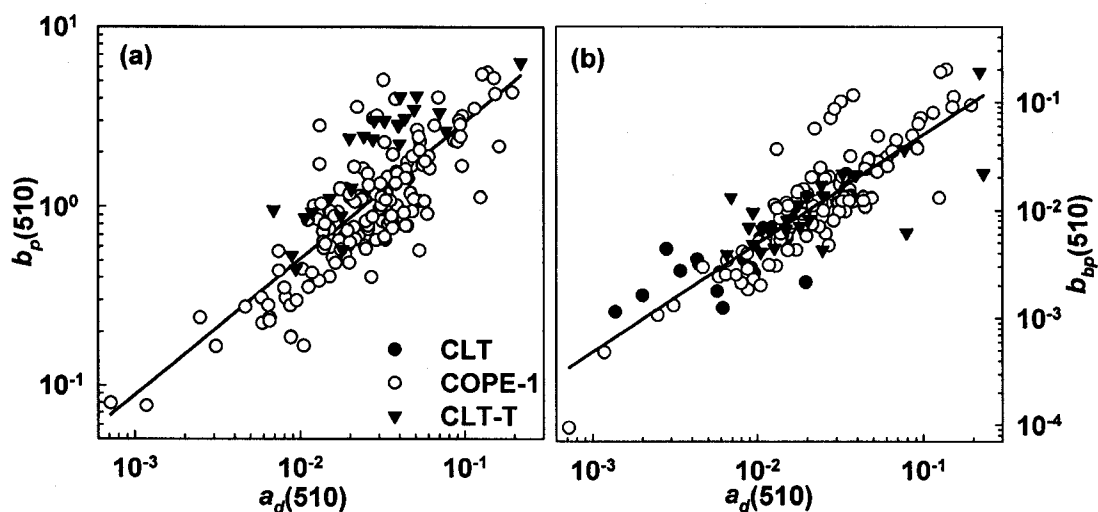 (a)
10¹
10⁰
10⁻¹
b_p(510)
CLT
COPE-1
CLT-T
10⁻³ 10⁻² 10⁻¹
a_d(510)
(b)
10⁻¹
10⁻²
10⁻³
10⁻⁴
b_bp(510)
10⁻³ 10⁻² 10⁻¹
a_d(510)